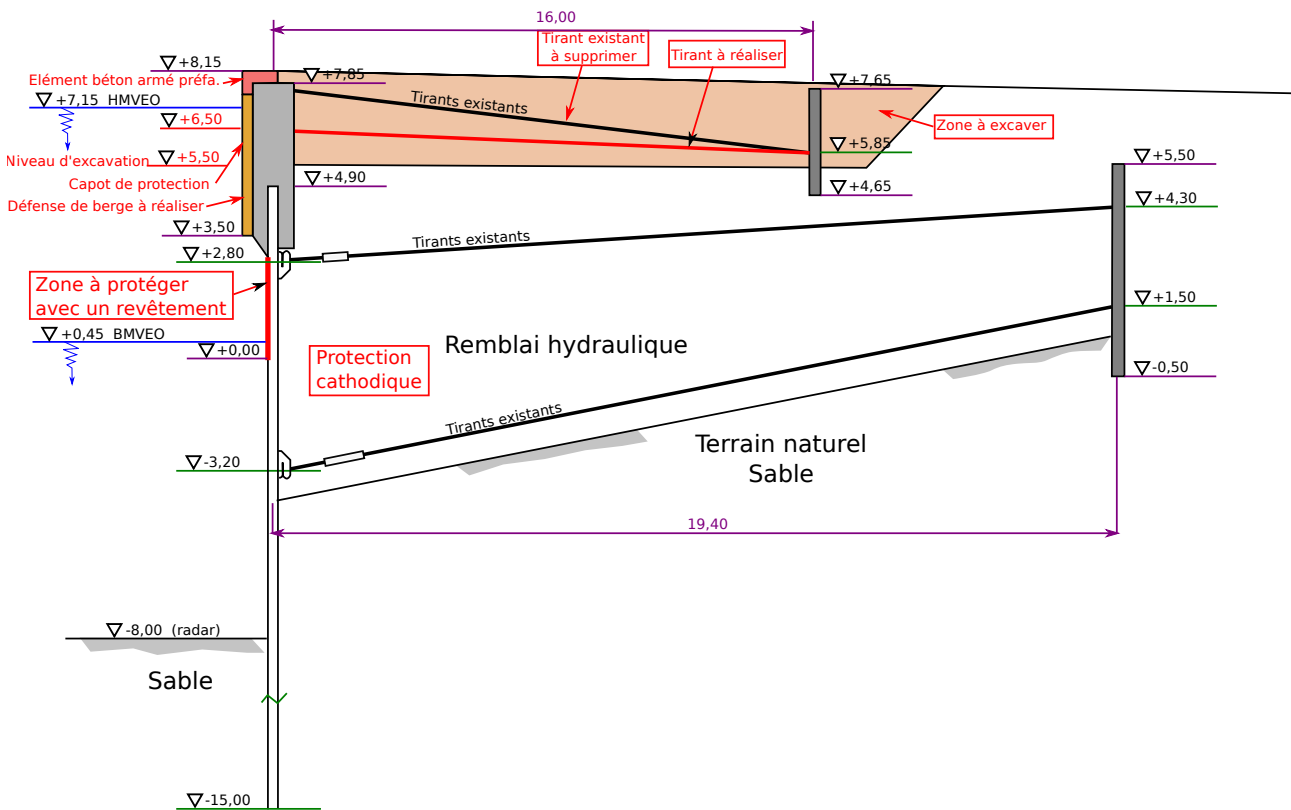 16,00
Tirant existant
à supprimer
Tirant à réaliser
+8,15
Elément béton armé préfa.
+7,85
+7,65
+7,15 HMVEO
Tirants existants
+6,50
Zone à excaver
+5,85
Niveau d'excavation
+5,50
+5,50
Capot de protection
+4,90
+4,65
Défense de berge à réaliser
+4,30
+3,50
Tirants existants
+2,80
Zone à protéger
avec un revêtement
+1,50
+0,45 BMVEO
+0,00
Remblai hydraulique
Protection
cathodique
-0,50
Tirants existants
Terrain naturel
Sable
-3,20
19,40
-8,00 (radar)
Sable
-15,00